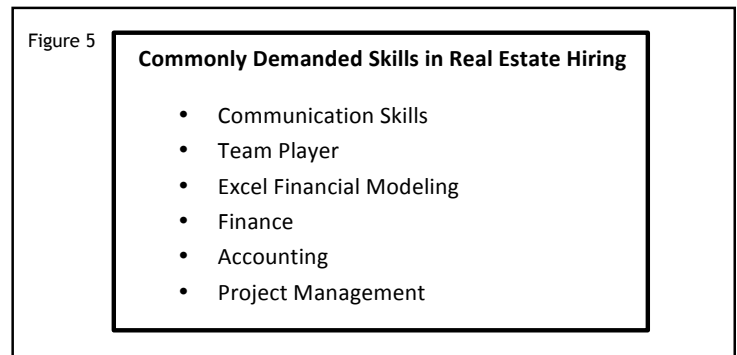 Figure 5
Commonly Demanded Skills in Real Estate Hiring
• Communication Skills
• Team Player
• Excel Financial Modeling
• Finance
• Accounting
• Project Management